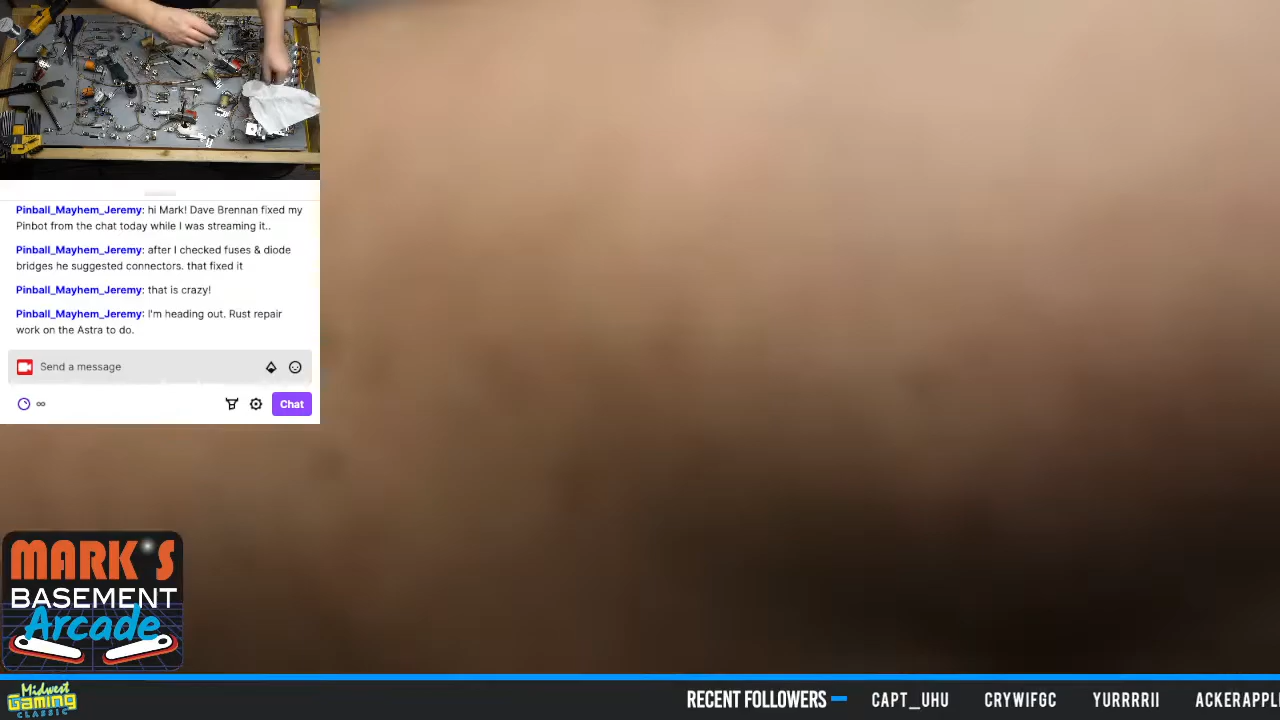 Pinball_Mayhem_Jeremy: hi Mark! Dave Brennan fixed my
Pinbot from the chat today while I was streaming it..
Pinball_Mayhem_Jeremy: after I checked fuses & diode
bridges he suggested connectors. that fixed it
Pinball_Mayhem_Jeremy: that is crazy!
Pinball_Mayhem_Jeremy: I'm heading out. Rust repair
work on the Astra to do.
Send a message
Chat
MARK'S
BASEMENT
Arcade
Midwest
Gaming
CLASSIC
RECENT FOLLOWERS CAPT_UHU CRYWIFGC YURRRRII ACKERAPPL